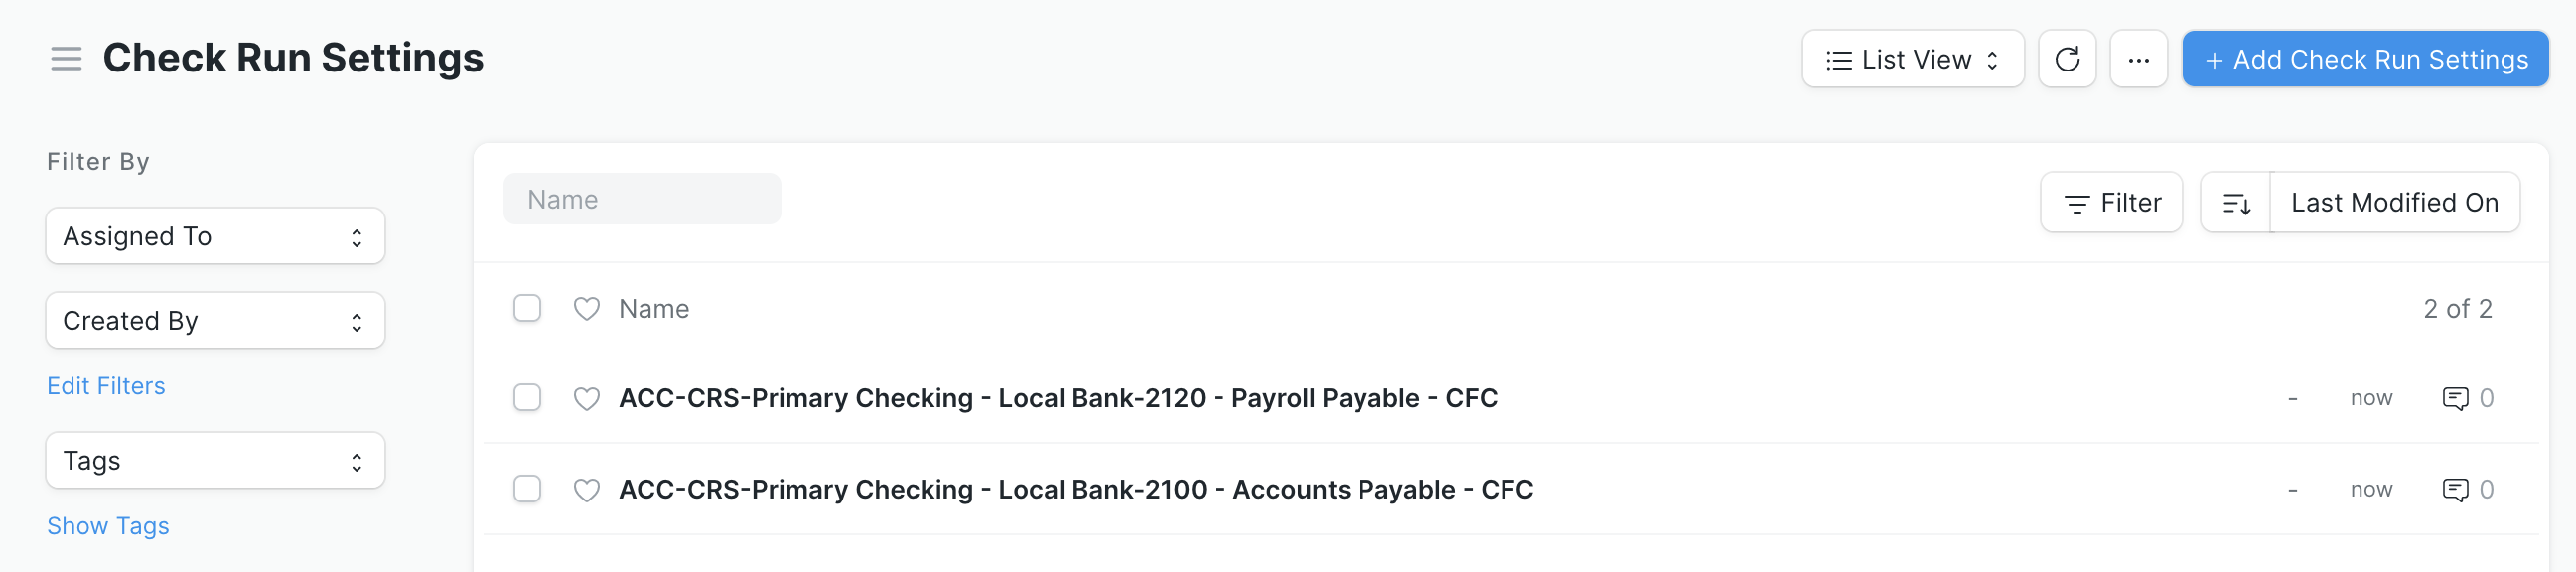 Check Run Settings
List View
...
+ Add Check Run Settings
Filter By
Assigned To
Created By
Edit Filters
Tags
Show Tags
Name
Filter
Last Modified On
Name
2 of 2
ACC-CRS-Primary Checking - Local Bank-2120 - Payroll Payable - CFC
- now 0
ACC-CRS-Primary Checking - Local Bank-2100 - Accounts Payable - CFC
- now 0